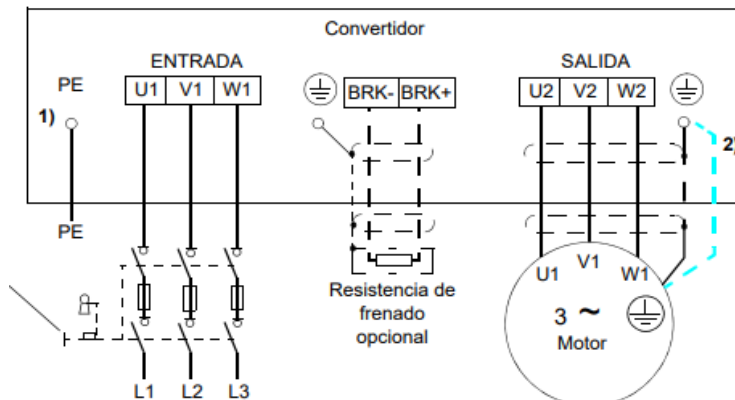 Convertidor
ENTRADA
SALIDA
PE
U1 V1 W1
BRK- BRK+
U2 V2 W2
1)
2)
PE
U1 V1 W1
Resistencia de
frenado
opcional
3 ~
Motor
L1 L2 L3